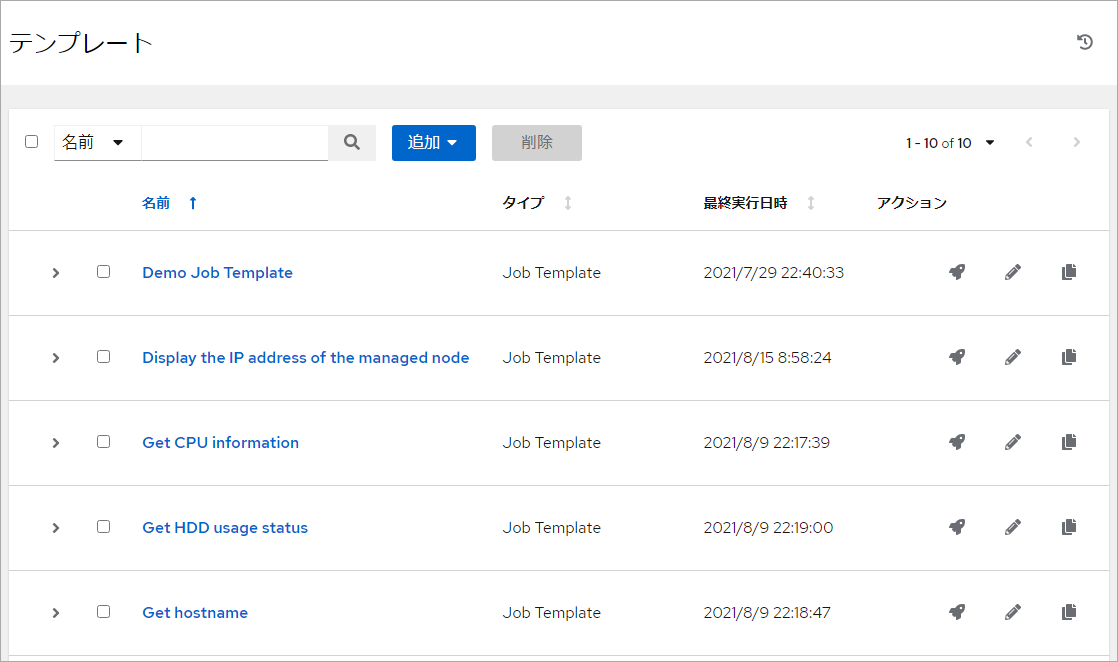 テンプレート
名前 追加 削除 1 - 10 of 10
名前 タイプ 最終実行日時 アクション
Demo Job Template Job Template 2021/7/29 22:40:33
Display the IP address of the managed node Job Template 2021/8/15 8:58:24
Get CPU information Job Template 2021/8/9 22:17:39
Get HDD usage status Job Template 2021/8/9 22:19:00
Get hostname Job Template 2021/8/9 22:18:47